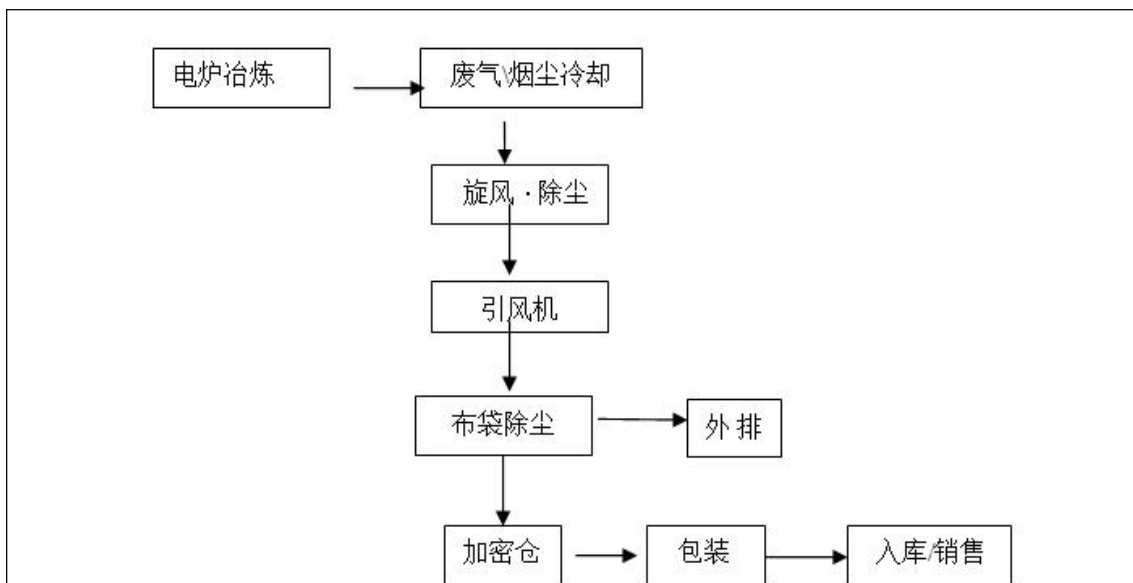 电炉冶炼
废气\烟尘冷却
旋风·除尘
引风机
布袋除尘
外 排
加密仓
包装
入库/销售